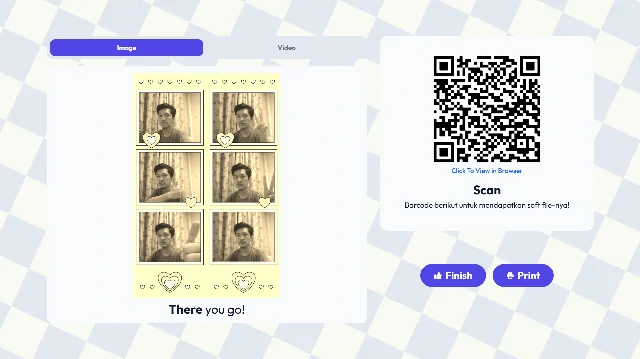 Image
Video
There you go!
Click To View in Browser
Scan
Barcode berikut untuk mendapatkan soft file-nya!
Finish
Print